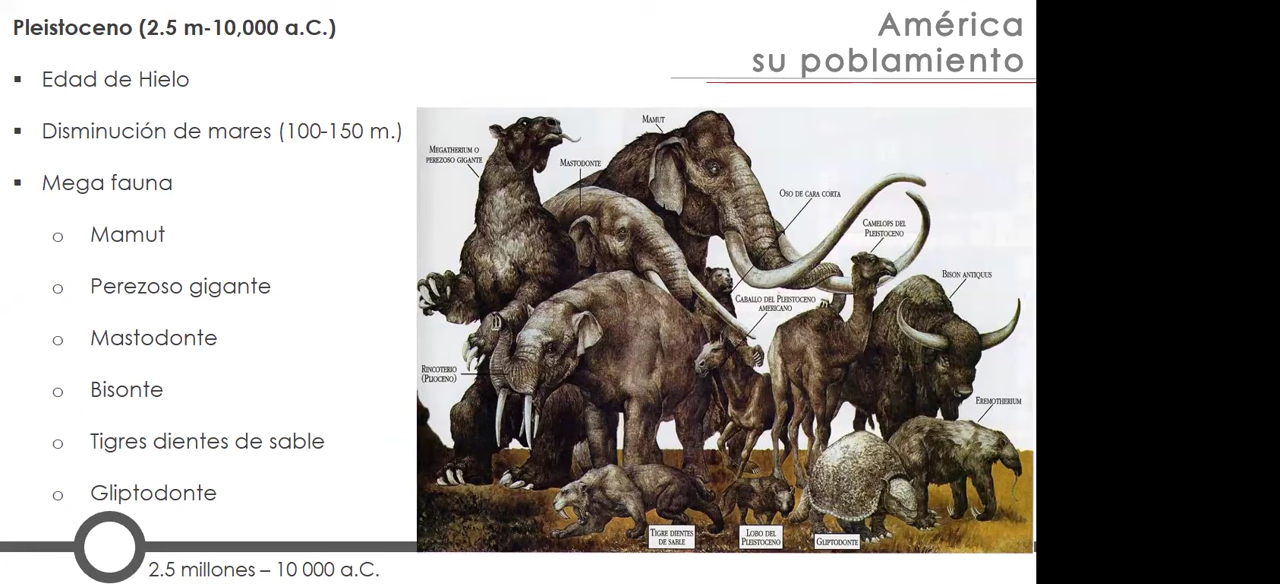 Pleistoceno (2.5 m-10,000 a.C.)
América
su poblamiento
▪ Edad de Hielo
▪ Disminución de mares (100-150 m.)
▪ Mega fauna
o Mamut
o Perezoso gigante
o Mastodonte
o Bisonte
o Tigres dientes de sable
o Gliptodonte
MAMUT
MEGATHERIUM O
PEREZOSO GIGANTE
MASTODONTE
OSO DE CARA CORTA
CAMELOPS DEL
PLEISTOCENO
BISON ANTIQUUS
CABALLO DEL PLEISTOCENO
AMERICANO
RINCOTERIO
(PLIOCENO)
EREMOTHERIUM
TIGRE DIENTES
DE SABLE
LOBO DEL
PLEISTOCENO
GLIPTODONTE
2.5 millones – 10 000 a.C.